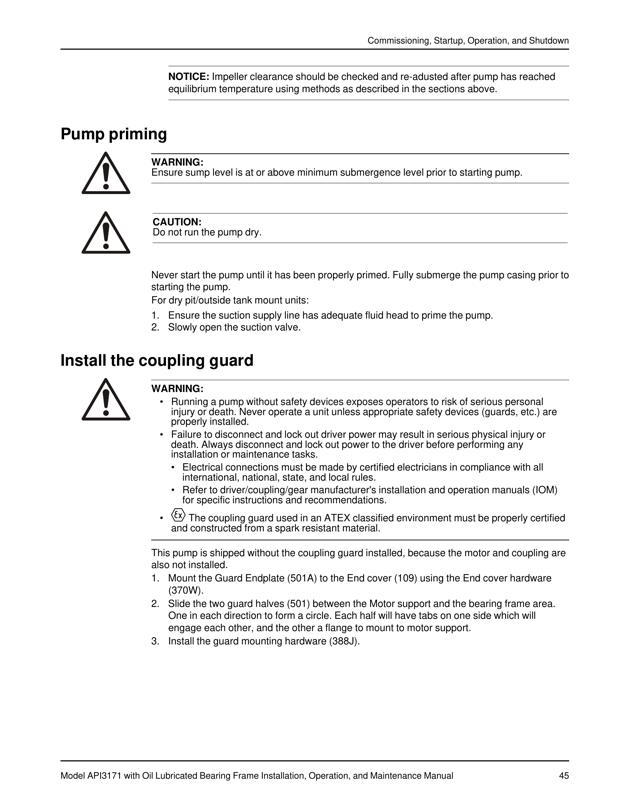 Commissioning, Startup, Operation, and Shutdown
NOTICE: Impeller clearance should be checked and re-adusted after pump has reached
equilibrium temperature using methods as described in the sections above.
Pump priming
WARNING:
Ensure sump level is at or above minimum submergence level prior to starting pump.
CAUTION:
Do not run the pump dry.
Never start the pump until it has been properly primed. Fully submerge the pump casing prior to
starting the pump.
For dry pit/outside tank mount units:
1. Ensure the suction supply line has adequate fluid head to prime the pump.
2. Slowly open the suction valve.
Install the coupling guard
WARNING:
• Running a pump without safety devices exposes operators to risk of serious personal
injury or death. Never operate a unit unless appropriate safety devices (guards, etc.) are
properly installed.
• Failure to disconnect and lock out driver power may result in serious physical injury or
death. Always disconnect and lock out power to the driver before performing any
installation or maintenance tasks.
• Electrical connections must be made by certified electricians in compliance with all
international, national, state, and local rules.
• Refer to driver/coupling/gear manufacturer's installation and operation manuals (IOM)
for specific instructions and recommendations.
• Ex The coupling guard used in an ATEX classified environment must be properly certified
and constructed from a spark resistant material.
This pump is shipped without the coupling guard installed, because the motor and coupling are
also not installed.
1. Mount the Guard Endplate (501A) to the End cover (109) using the End cover hardware
(370W).
2. Slide the two guard halves (501) between the Motor support and the bearing frame area.
One in each direction to form a circle. Each half will have tabs on one side which will
engage each other, and the other a flange to mount to motor support.
3. Install the guard mounting hardware (388J).
Model API3171 with Oil Lubricated Bearing Frame Installation, Operation, and Maintenance Manual 45